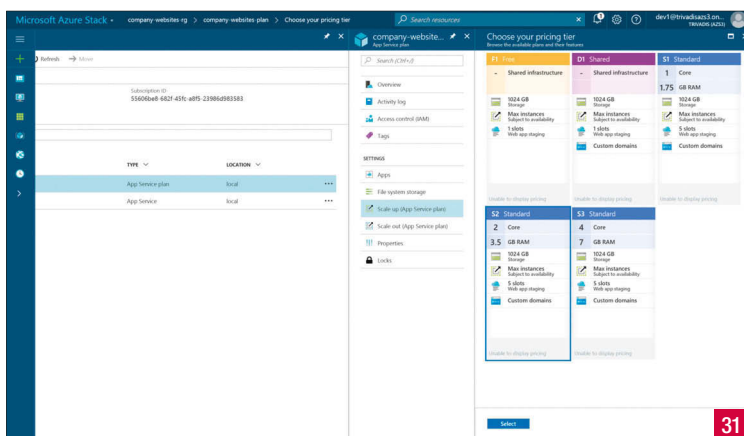 Microsoft Azure Stack
company-websites-rg > company-websites plan > Choose your pricing tier
Search resources
dev1@trivadisazs3.on...
TRIVADIS (AZS3)
Refresh
Move
Subscription ID
TYPE
LOCATION
App Service plan
local
...
App Service
local
...
company-website...
App Service plan
Search (Ctrl+/)
Overview
Activity log
Access control (IAM)
Tags
SETTINGS
Apps
File system storage
Scale up (App Service plan)
Scale out (App Service plan)
Properties
Locks
Choose your pricing tier
Browse the available plans and their features
F1 Free
- Shared infrastructure
1024 GB
Storage
Max instances
Subject to availability
1 slots
Web app staging
Unable to display pricing
D1 Shared
- Shared infrastructure
1024 GB
Storage
Max instances
Subject to availability
1 slots
Web app staging
Custom domains
Unable to display pricing
S1 Standard
1 Core
1.75 GB RAM
1024 GB
Storage
Max instances
Subject to availability
5 slots
Web app staging
Custom domains
Unable to display pricing
S2 Standard
2 Core
3.5 GB RAM
1024 GB
Storage
Max instances
Subject to availability
5 slots
Web app staging
Custom domains
Unable to display pricing
S3 Standard
4 Core
7 GB RAM
1024 GB
Storage
Max instances
Subject to availability
5 slots
Web app staging
Custom domains
Unable to display pricing
Select
31